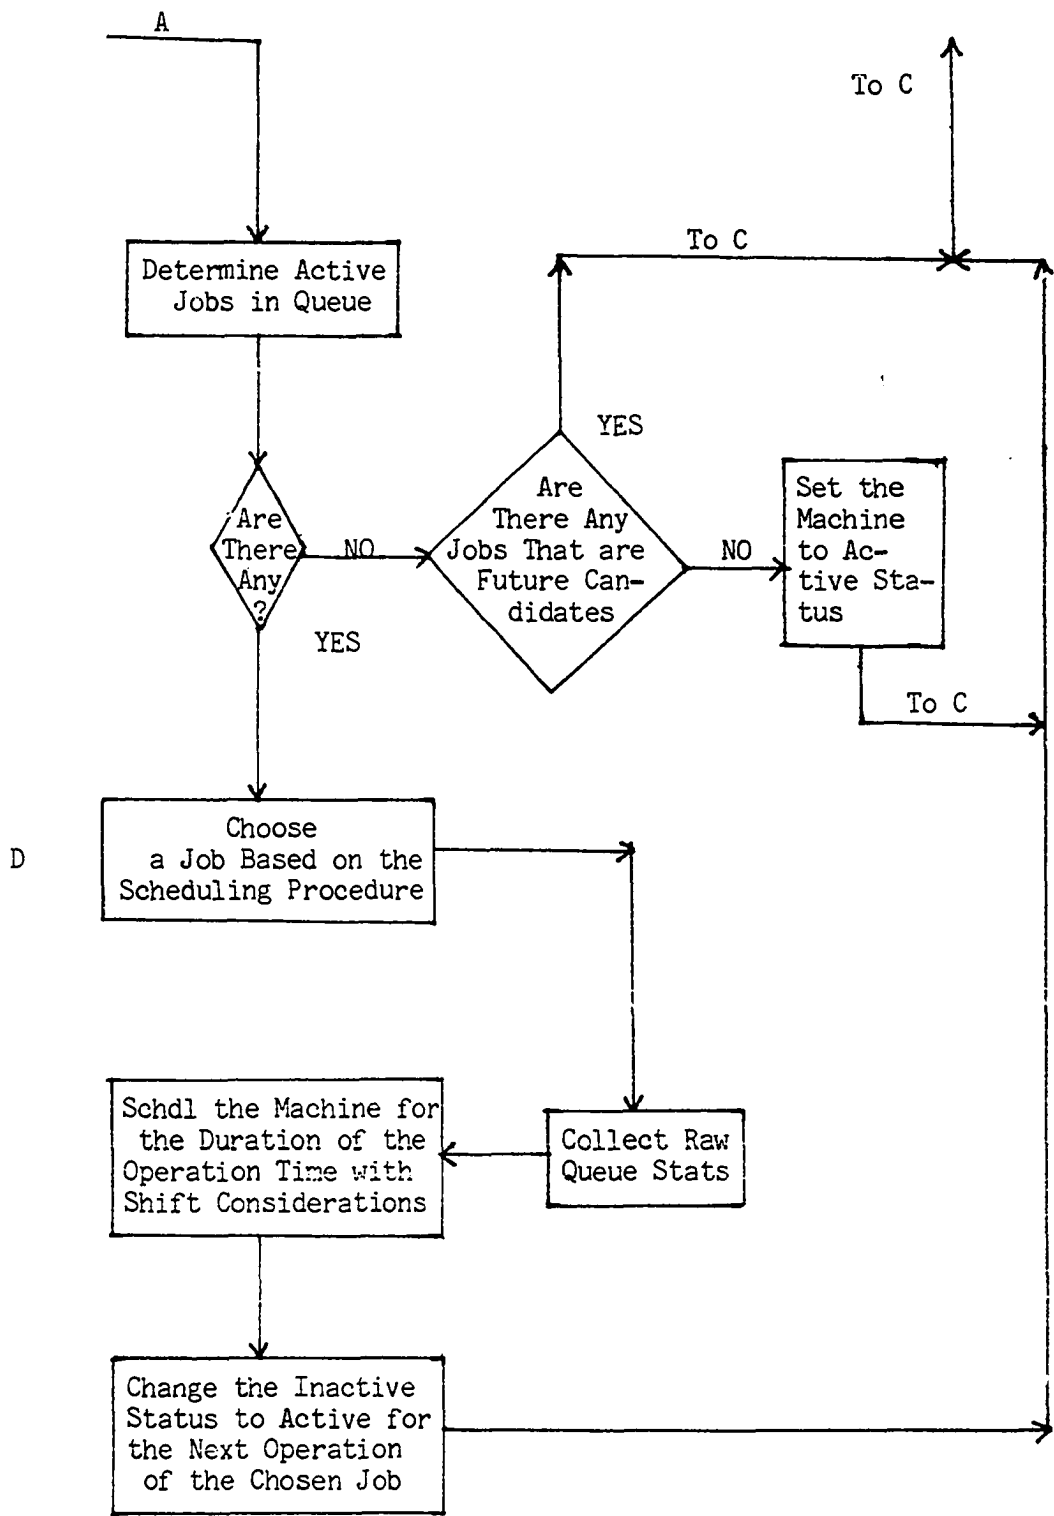 A
To C
To C
Determine Active
Jobs in Queue
YES
Are
There
Any
?
NO
Are
There Any
Jobs That are
Future Can-
didates
NO
Set the
Machine
to Ac-
tive Sta-
tus
YES
To C
D
Choose
a Job Based on the
Scheduling Procedure
Schdl the Machine for
the Duration of the
Operation Time with
Shift Considerations
Collect Raw
Queue Stats
Change the Inactive
Status to Active for
the Next Operation
of the Chosen Job